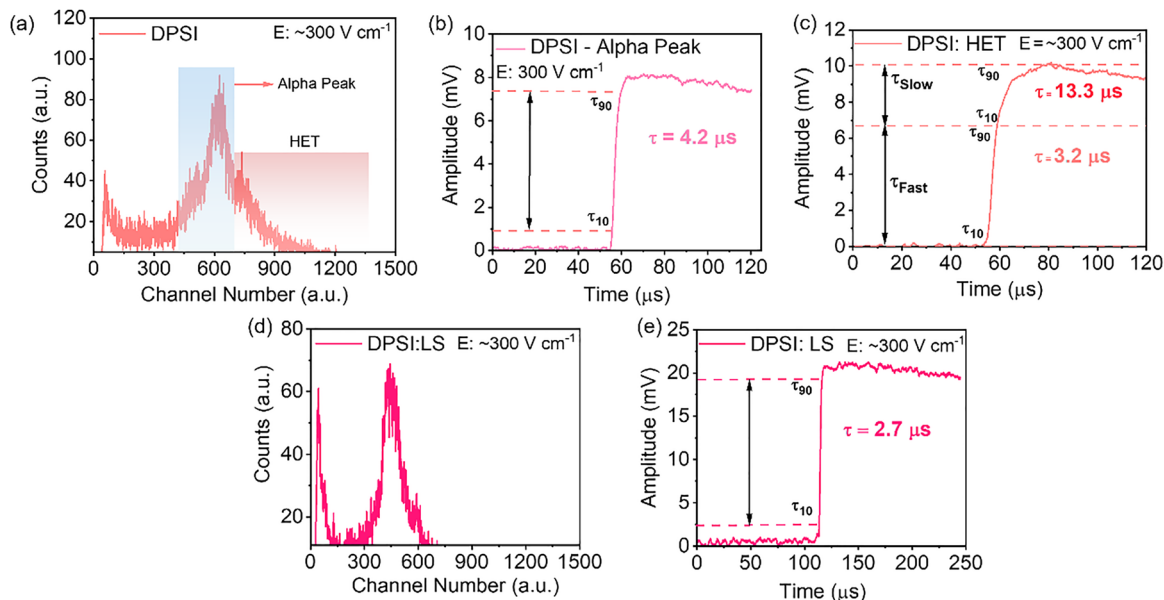 (a)
DPSI
E: ~300 V cm⁻¹
Alpha Peak
HET
120
100
80
60
40
20
Counts (a.u.)
0 300 600 900 1200 1500
Channel Number (a.u.)
(b)
DPSI - Alpha Peak
E: 300 V cm⁻¹
τ90
τ = 4.2 μs
τ10
10
8
6
4
2
0
Amplitude (mV)
0 20 40 60 80 100 120
Time (μs)
(c)
DPSI: HET
E = ~300 V cm⁻¹
τSlow
τ90
τ = 13.3 μs
τ10
τ90
τ = 3.2 μs
τFast
τ10
12
10
8
6
4
2
0
Amplitude (mV)
0 20 40 60 80 100 120
Time (μs)
(d)
DPSI:LS
E: ~300 V cm⁻¹
80
60
40
20
Counts (a.u.)
0 300 600 900 1200 1500
Channel Number (a.u.)
(e)
DPSI: LS
E: ~300 V cm⁻¹
τ90
τ = 2.7 μs
τ10
25
20
15
10
5
0
Amplitude (mV)
0 50 100 150 200 250
Time (μs)